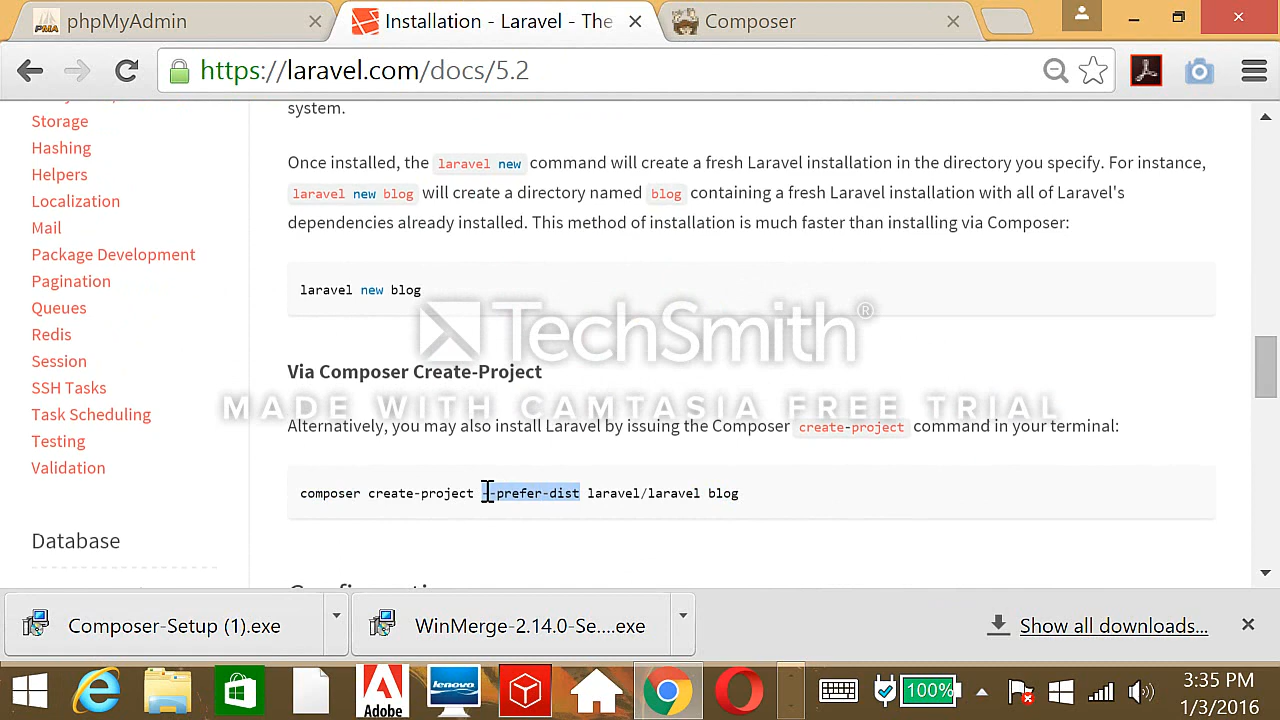 phpMyAdmin
Installation - Laravel - The
Composer
https://laravel.com/docs/5.2
Storage
Hashing
Helpers
Localization
Mail
Package Development
Pagination
Queues
Redis
Session
SSH Tasks
Task Scheduling
Testing
Validation
Database
system.
Once installed, the laravel new command will create a fresh Laravel installation in the directory you specify. For instance,
laravel new blog will create a directory named blog containing a fresh Laravel installation with all of Laravel's
dependencies already installed. This method of installation is much faster than installing via Composer:
laravel new blog
TechSmith®
Via Composer Create-Project
MADE WITH CAMTASIA FREE TRIAL
Alternatively, you may also install Laravel by issuing the Composer create-project command in your terminal:
composer create-project --prefer-dist laravel/laravel blog
Composer-Setup (1).exe
WinMerge-2.14.0-Se....exe
Show all downloads...
Adobe
lenovo
100%
3:35 PM
1/3/2016